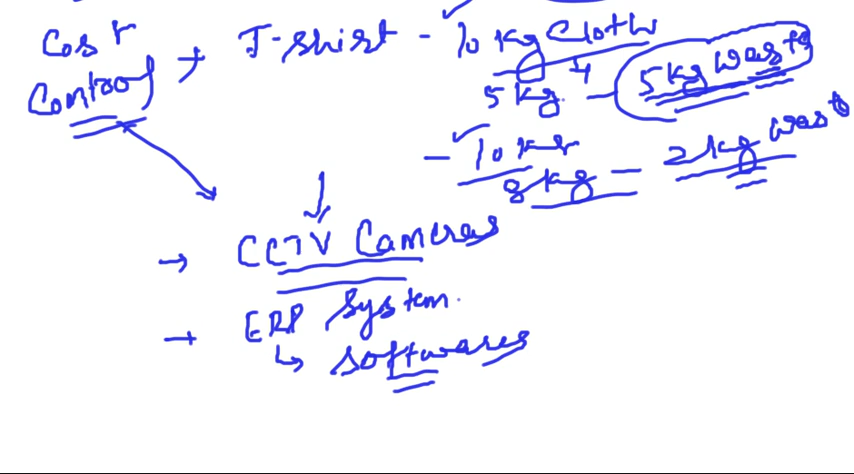 Cost Control → T-shirt - 10 kg Cloth
5 kg - 5 kg waste
- 10 kg
8 kg = 2 kg wast
→ CCTV Cameras
→ ERP System.
↳ softwares